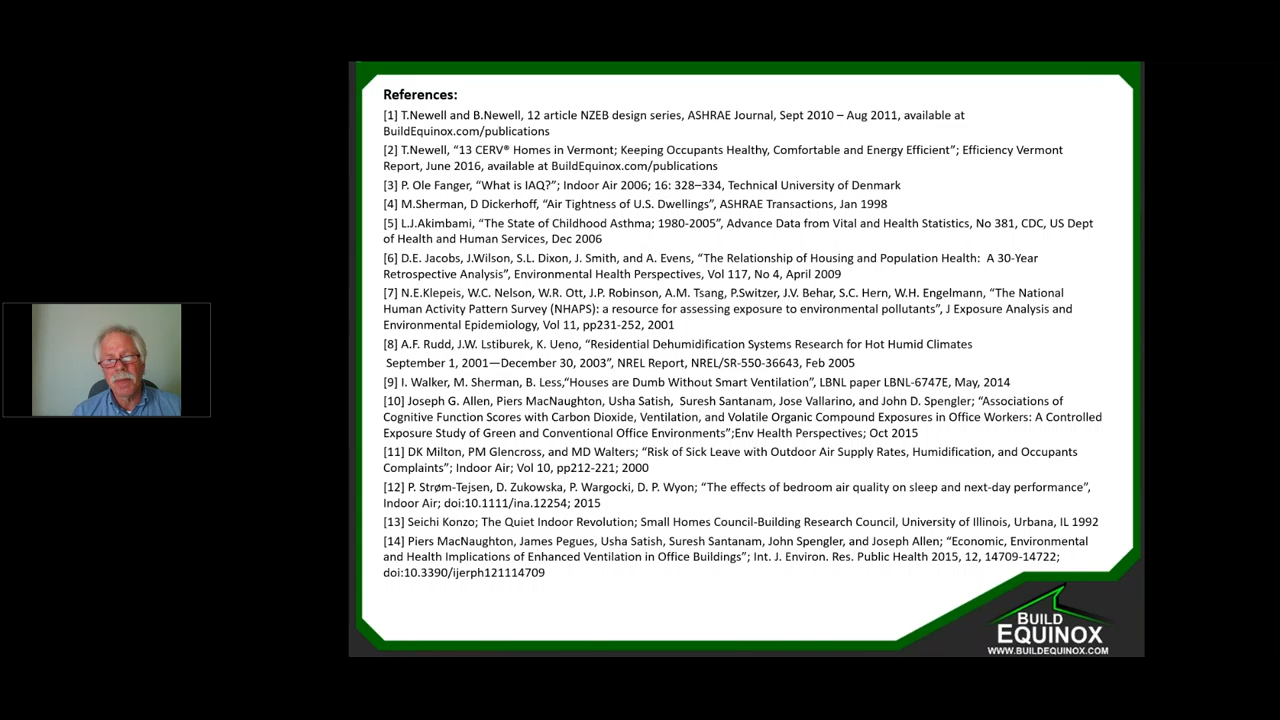 References:
[1] T.Newell and B.Newell, 12 article NZEB design series, ASHRAE Journal, Sept 2010 – Aug 2011, available at
BuildEquinox.com/publications
[2] T.Newell, “13 CERV® Homes in Vermont; Keeping Occupants Healthy, Comfortable and Energy Efficient”; Efficiency Vermont
Report, June 2016, available at BuildEquinox.com/publications
[3] P. Ole Fanger, “What is IAQ?”; Indoor Air 2006; 16: 328–334, Technical University of Denmark
[4] M.Sherman, D Dickerhoff, “Air Tightness of U.S. Dwellings”, ASHRAE Transactions, Jan 1998
[5] L.J.Akimbami, “The State of Childhood Asthma; 1980-2005”, Advance Data from Vital and Health Statistics, No 381, CDC, US Dept
of Health and Human Services, Dec 2006
[6] D.E. Jacobs, J.Wilson, S.L. Dixon, J. Smith, and A. Evens, “The Relationship of Housing and Population Health:  A 30-Year
Retrospective Analysis”, Environmental Health Perspectives, Vol 117, No 4, April 2009
[7] N.E.Klepeis, W.C. Nelson, W.R. Ott, J.P. Robinson, A.M. Tsang, P.Switzer, J.V. Behar, S.C. Hern, W.H. Engelmann, “The National
Human Activity Pattern Survey (NHAPS): a resource for assessing exposure to environmental pollutants”, J Exposure Analysis and
Environmental Epidemiology, Vol 11, pp231-252, 2001
[8] A.F. Rudd, J.W. Lstiburek, K. Ueno, “Residential Dehumidification Systems Research for Hot Humid Climates
September 1, 2001—December 30, 2003”, NREL Report, NREL/SR-550-36643, Feb 2005
[9] I. Walker, M. Sherman, B. Less,“Houses are Dumb Without Smart Ventilation”, LBNL paper LBNL-6747E, May, 2014
[10] Joseph G. Allen, Piers MacNaughton, Usha Satish,  Suresh Santanam, Jose Vallarino, and John D. Spengler; “Associations of
Cognitive Function Scores with Carbon Dioxide, Ventilation, and Volatile Organic Compound Exposures in Office Workers: A Controlled
Exposure Study of Green and Conventional Office Environments”;Env Health Perspectives; Oct 2015
[11] DK Milton, PM Glencross, and MD Walters; “Risk of Sick Leave with Outdoor Air Supply Rates, Humidification, and Occupants
Complaints”; Indoor Air; Vol 10, pp212-221; 2000
[12] P. Strøm-Tejsen, D. Zukowska, P. Wargocki, D. P. Wyon; “The effects of bedroom air quality on sleep and next-day performance”,
Indoor Air; doi:10.1111/ina.12254; 2015
[13] Seichi Konzo; The Quiet Indoor Revolution; Small Homes Council-Building Research Council, University of Illinois, Urbana, IL 1992
[14] Piers MacNaughton, James Pegues, Usha Satish, Suresh Santanam, John Spengler, and Joseph Allen; “Economic, Environmental
and Health Implications of Enhanced Ventilation in Office Buildings”; Int. J. Environ. Res. Public Health 2015, 12, 14709-14722;
doi:10.3390/ijerph121114709
BUILD
EQUINOX
WWW.BUILDEQUINOX.COM